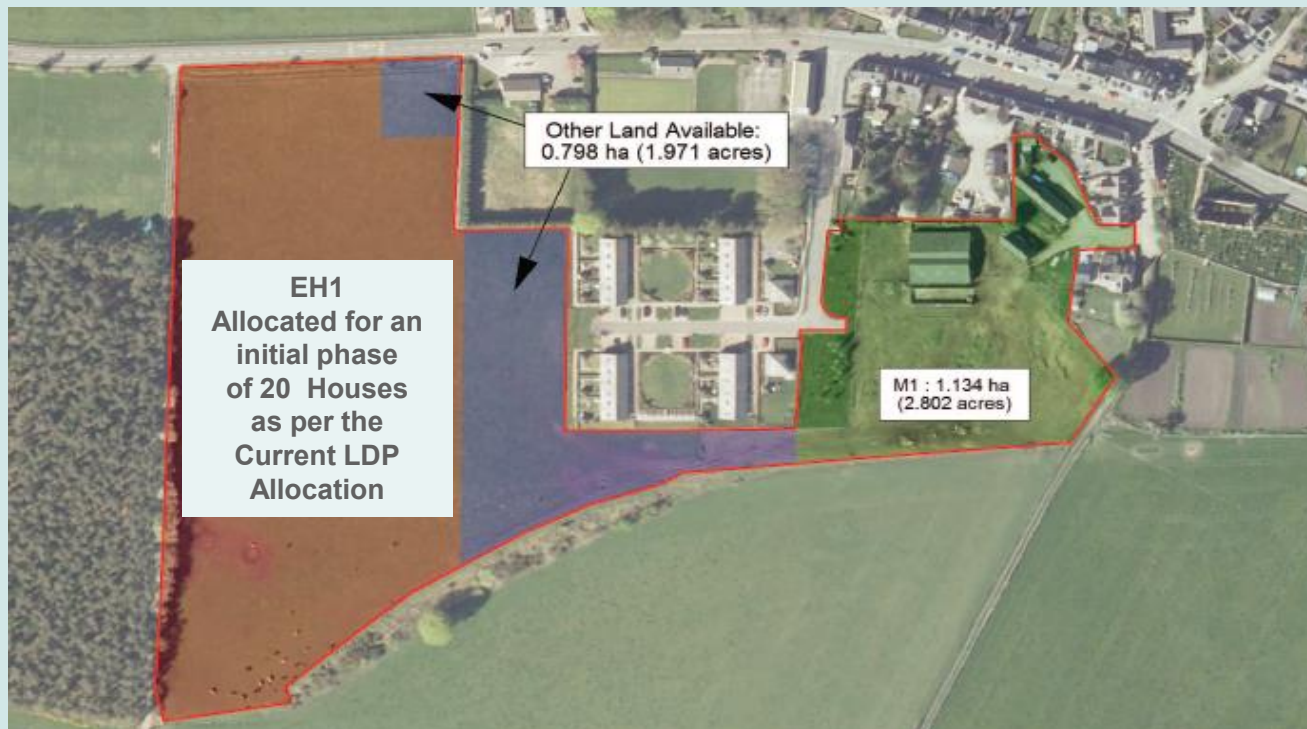 Other Land Available:
0.798 ha (1.971 acres)
EH1
Allocated for an
initial phase
of 20 Houses
as per the
Current LDP
Allocation
M1 : 1.134 ha
(2.802 acres)